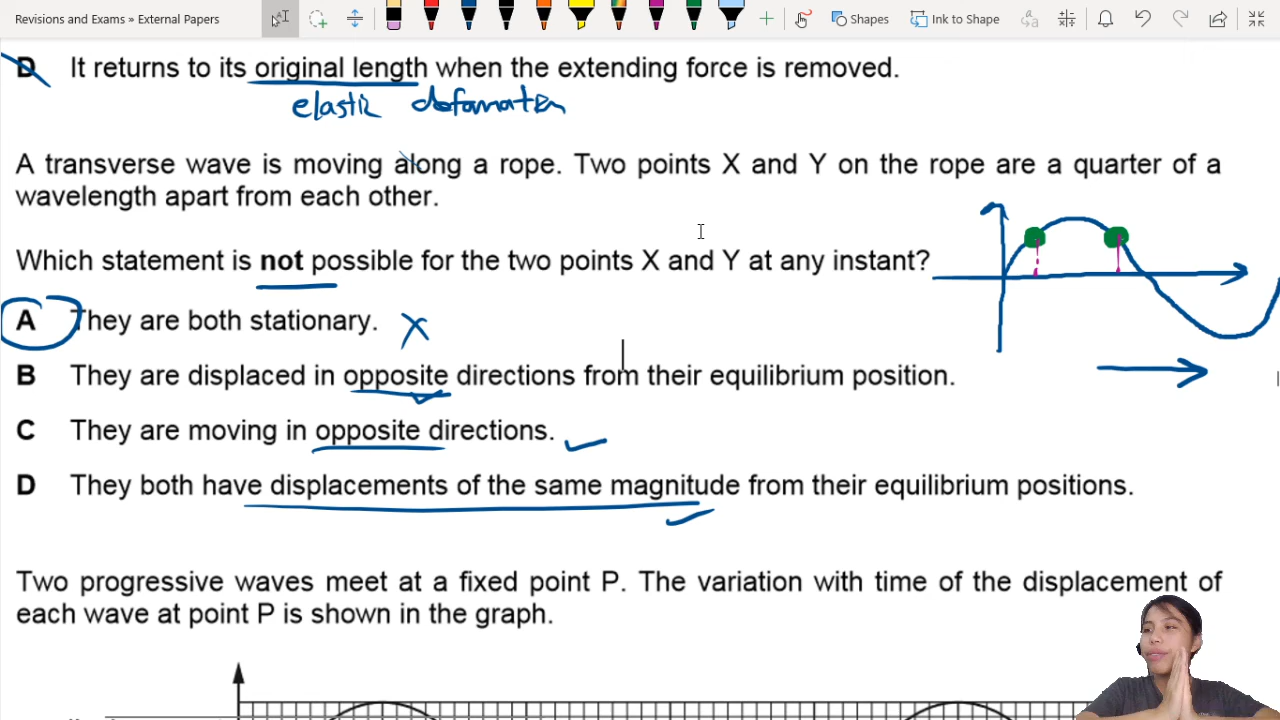 Revisions and Exams » External Papers
Shapes
Ink to Shape
D It returns to its original length when the extending force is removed.
elastic
A transverse wave is moving along a rope. Two points X and Y on the rope are a quarter of a
wavelength apart from each other.
Which statement is not possible for the two points X and Y at any instant?
A They are both stationary. X
B They are displaced in opposite directions from their equilibrium position.
C They are moving in opposite directions.
D They both have displacements of the same magnitude from their equilibrium positions.
Two progressive waves meet at a fixed point P. The variation with time of the displacement of
each wave at point P is shown in the graph.